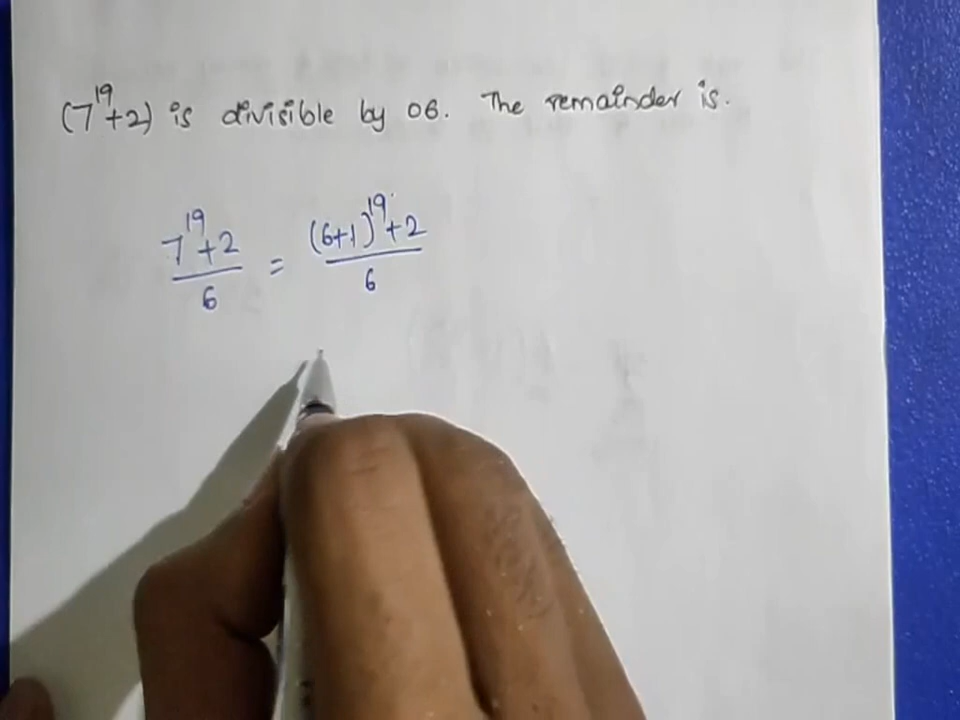 (7^19+2) is divisible by 06. The remainder is.
7^19+2/6 = (6+1)^19+2/6